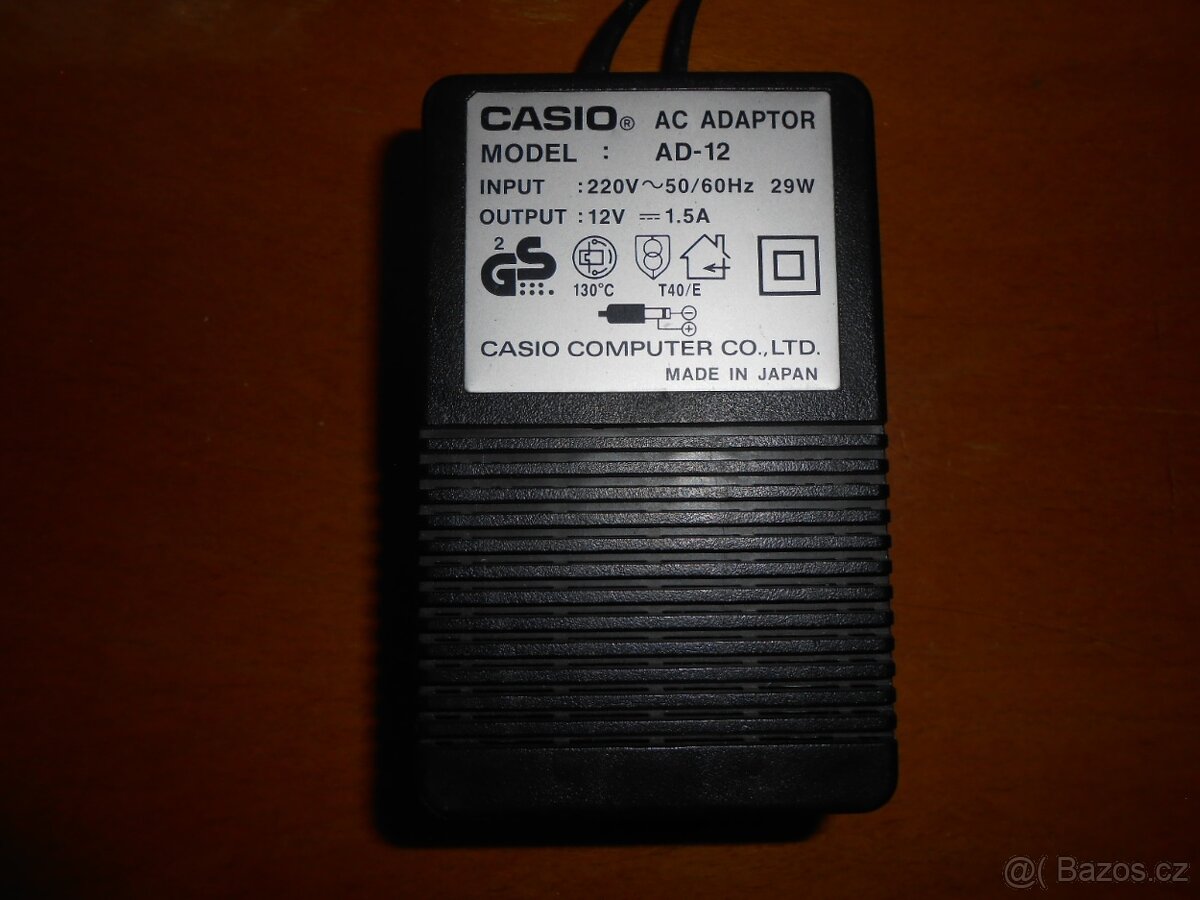 CASIO® AC ADAPTOR
MODEL : AD-12
INPUT : 220V~50/60Hz 29W
OUTPUT : 12V ⎓ 1.5A
2
GS
130°C T40/E
⊖
⊕
CASIO COMPUTER CO.,LTD.
MADE IN JAPAN
@( Bazos.cz